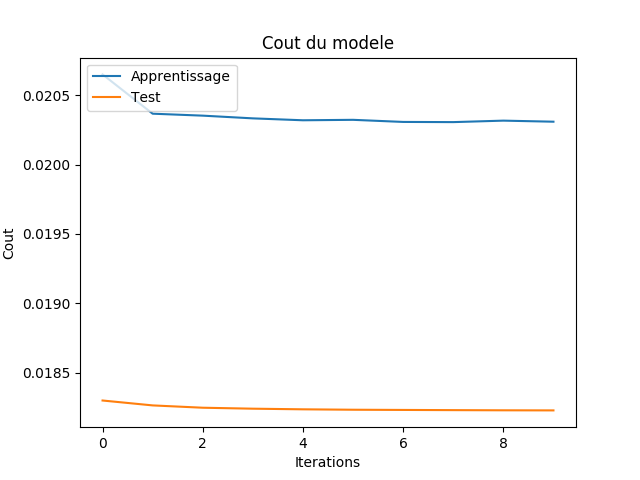 Cout du modele
Apprentissage
Test
0.0205
0.0200
0.0195
0.0190
0.0185
Cout
0 2 4 6 8
Iterations